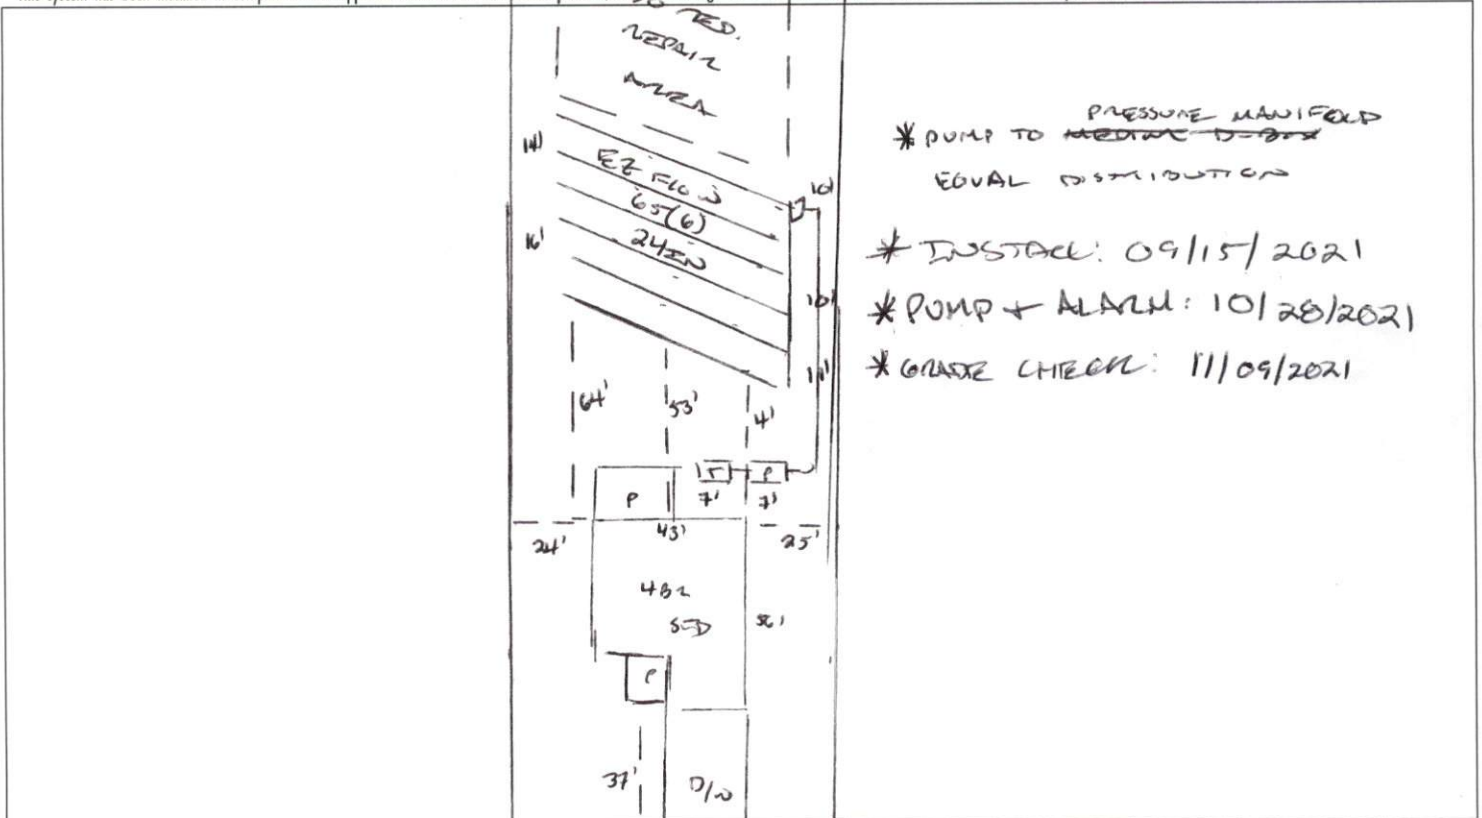 REPAIR
AREA
14'
EZ FLOW
65(6)
24IN
16'
10'
10'
64'
53'
4'
T
P
7'
7'
P
43'
24'
25'
4BR
SFD
56'
P
37'
D/W
PRESSURE MANIFOLD
* PUMP TO
EQUAL DISTRIBUTION
* INSTALL: 09/15/2021
* PUMP + ALARM: 10/28/2021
* GRADE CHECK: 11/09/2021